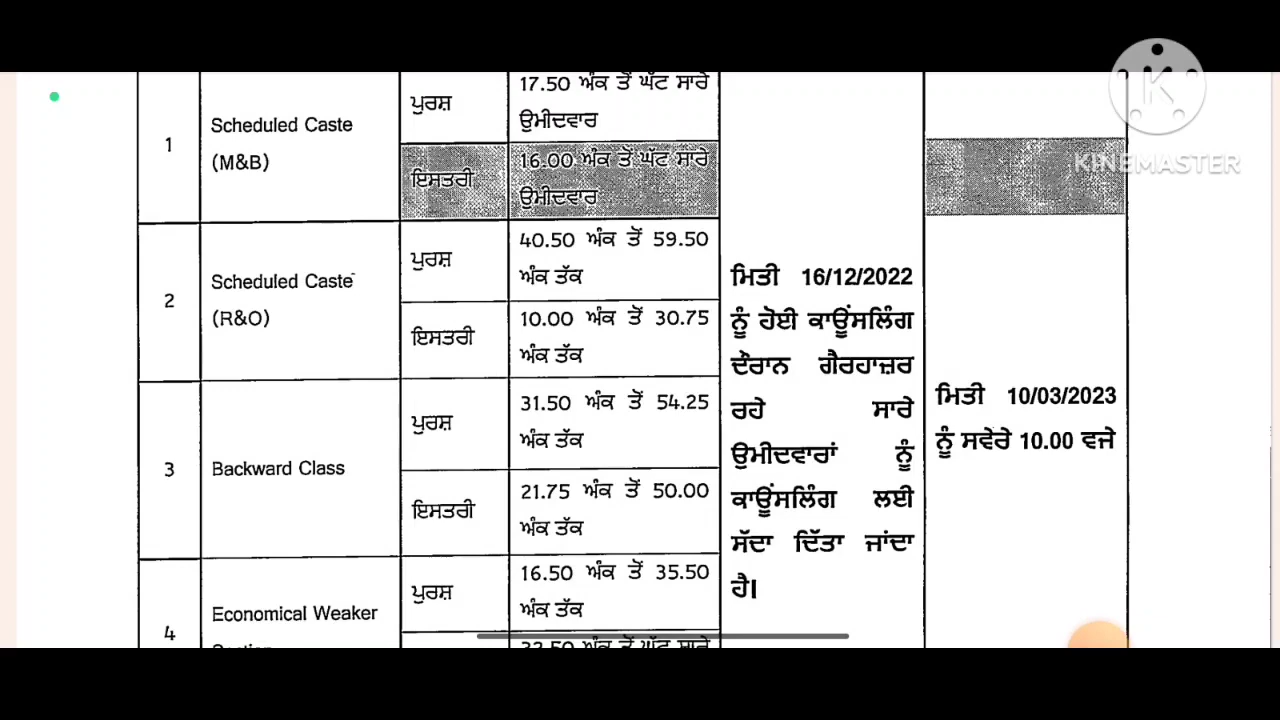 1
Scheduled Caste
(M&B)
ਪੁਰਸ਼
17.50 ਅੰਕ ਤੋਂ ਘੱਟ ਸਾਰੇ
ਉਮੀਦਵਾਰ
ਇਸਤਰੀ
16.00 ਅੰਕ ਤੋਂ ਘੱਟ ਸਾਰੇ
ਉਮੀਦਵਾਰ
2
Scheduled Caste
(R&O)
ਪੁਰਸ਼
40.50 ਅੰਕ ਤੋਂ 59.50
ਅੰਕ ਤੱਕ
ਇਸਤਰੀ
10.00 ਅੰਕ ਤੋਂ 30.75
ਅੰਕ ਤੱਕ
3
Backward Class
ਪੁਰਸ਼
31.50 ਅੰਕ ਤੋਂ 54.25
ਅੰਕ ਤੱਕ
ਇਸਤਰੀ
21.75 ਅੰਕ ਤੋਂ 50.00
ਅੰਕ ਤੱਕ
4
Economical Weaker
ਪੁਰਸ਼
16.50 ਅੰਕ ਤੋਂ 35.50
ਅੰਕ ਤੱਕ
ਅੰਕ ਤੋਂ ਘੱਟ ਸਾਰੇ
ਮਿਤੀ 16/12/2022
ਨੂੰ ਹੋਈ ਕਾਊਂਸਲਿੰਗ
ਦੌਰਾਨ ਗੈਰਹਾਜ਼ਰ
ਰਹੇ ਸਾਰੇ
ਉਮੀਦਵਾਰਾਂ ਨੂੰ
ਕਾਊਂਸਲਿੰਗ ਲਈ
ਸੱਦਾ ਦਿੱਤਾ ਜਾਂਦਾ
ਹੈ।
ਮਿਤੀ 10/03/2023
ਨੂੰ ਸਵੇਰੇ 10.00 ਵਜੇ
K
KINEMASTER